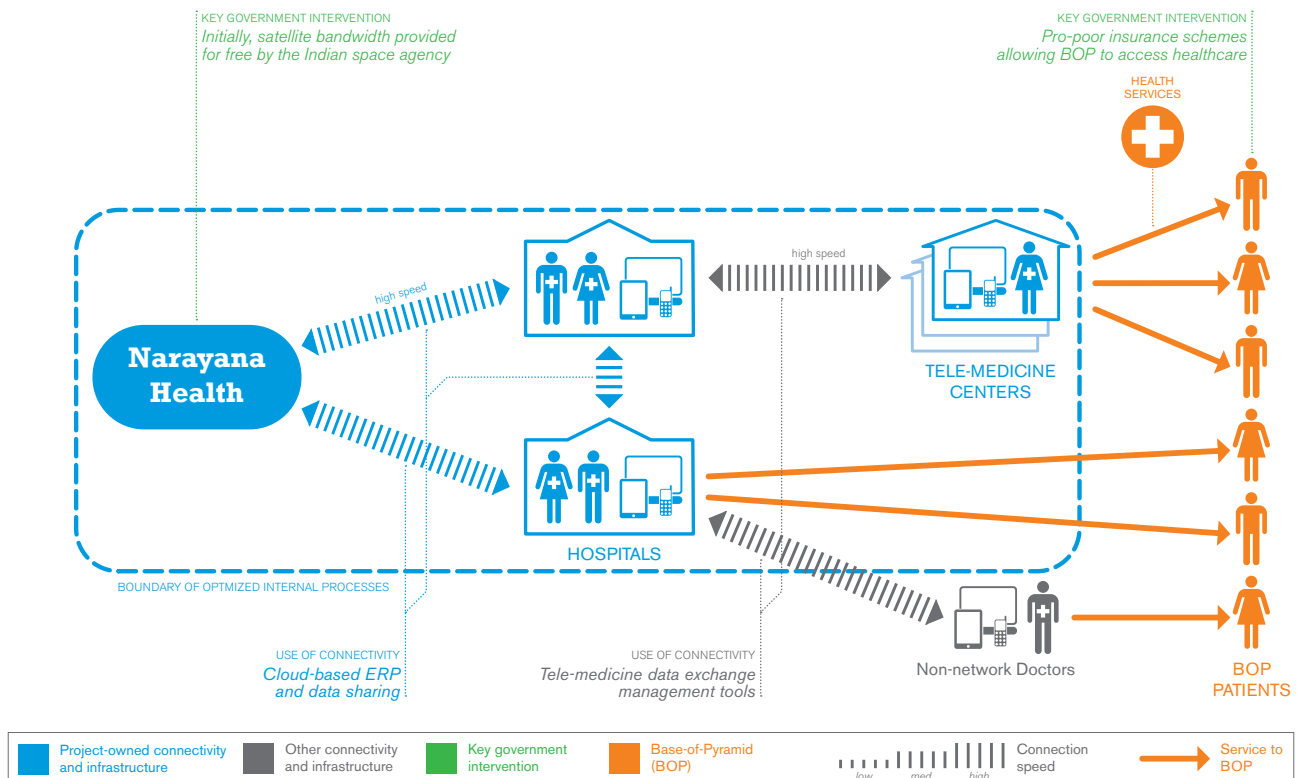 KEY GOVERNMENT INTERVENTION
Initially, satellite bandwidth provided
for free by the Indian space agency
KEY GOVERNMENT INTERVENTION
Pro-poor insurance schemes
allowing BOP to access healthcare
HEALTH
SERVICES
high speed
high speed
Narayana
Health
TELE-MEDICINE
CENTERS
HOSPITALS
BOUNDARY OF OPTMIZED INTERNAL PROCESSES
USE OF CONNECTIVITY
Cloud-based ERP
and data sharing
USE OF CONNECTIVITY
Tele-medicine data exchange
management tools
Non-network Doctors
BOP
PATIENTS
Project-owned connectivity
and infrastructure
Other connectivity
and infrastructure
Key government
intervention
Base-of-Pyramid
(BOP)
low med high
Connection
speed
Service to
BOP